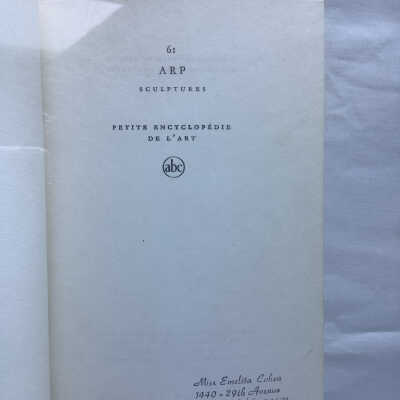 61
ARP
SCULPTURES
PETITE ENCYCLOPÉDIE
DE L'ART
abc
Miss Emelita Cohen
1440 - 29th Avenue